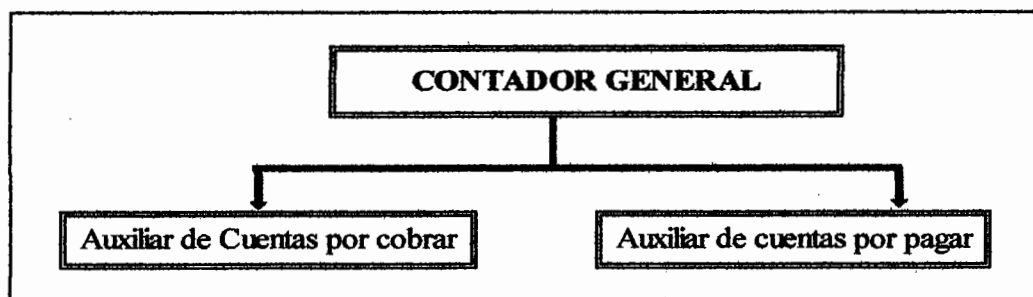 CONTADOR GENERAL
Auxiliar de Cuentas por cobrar
Auxiliar de cuentas por pagar